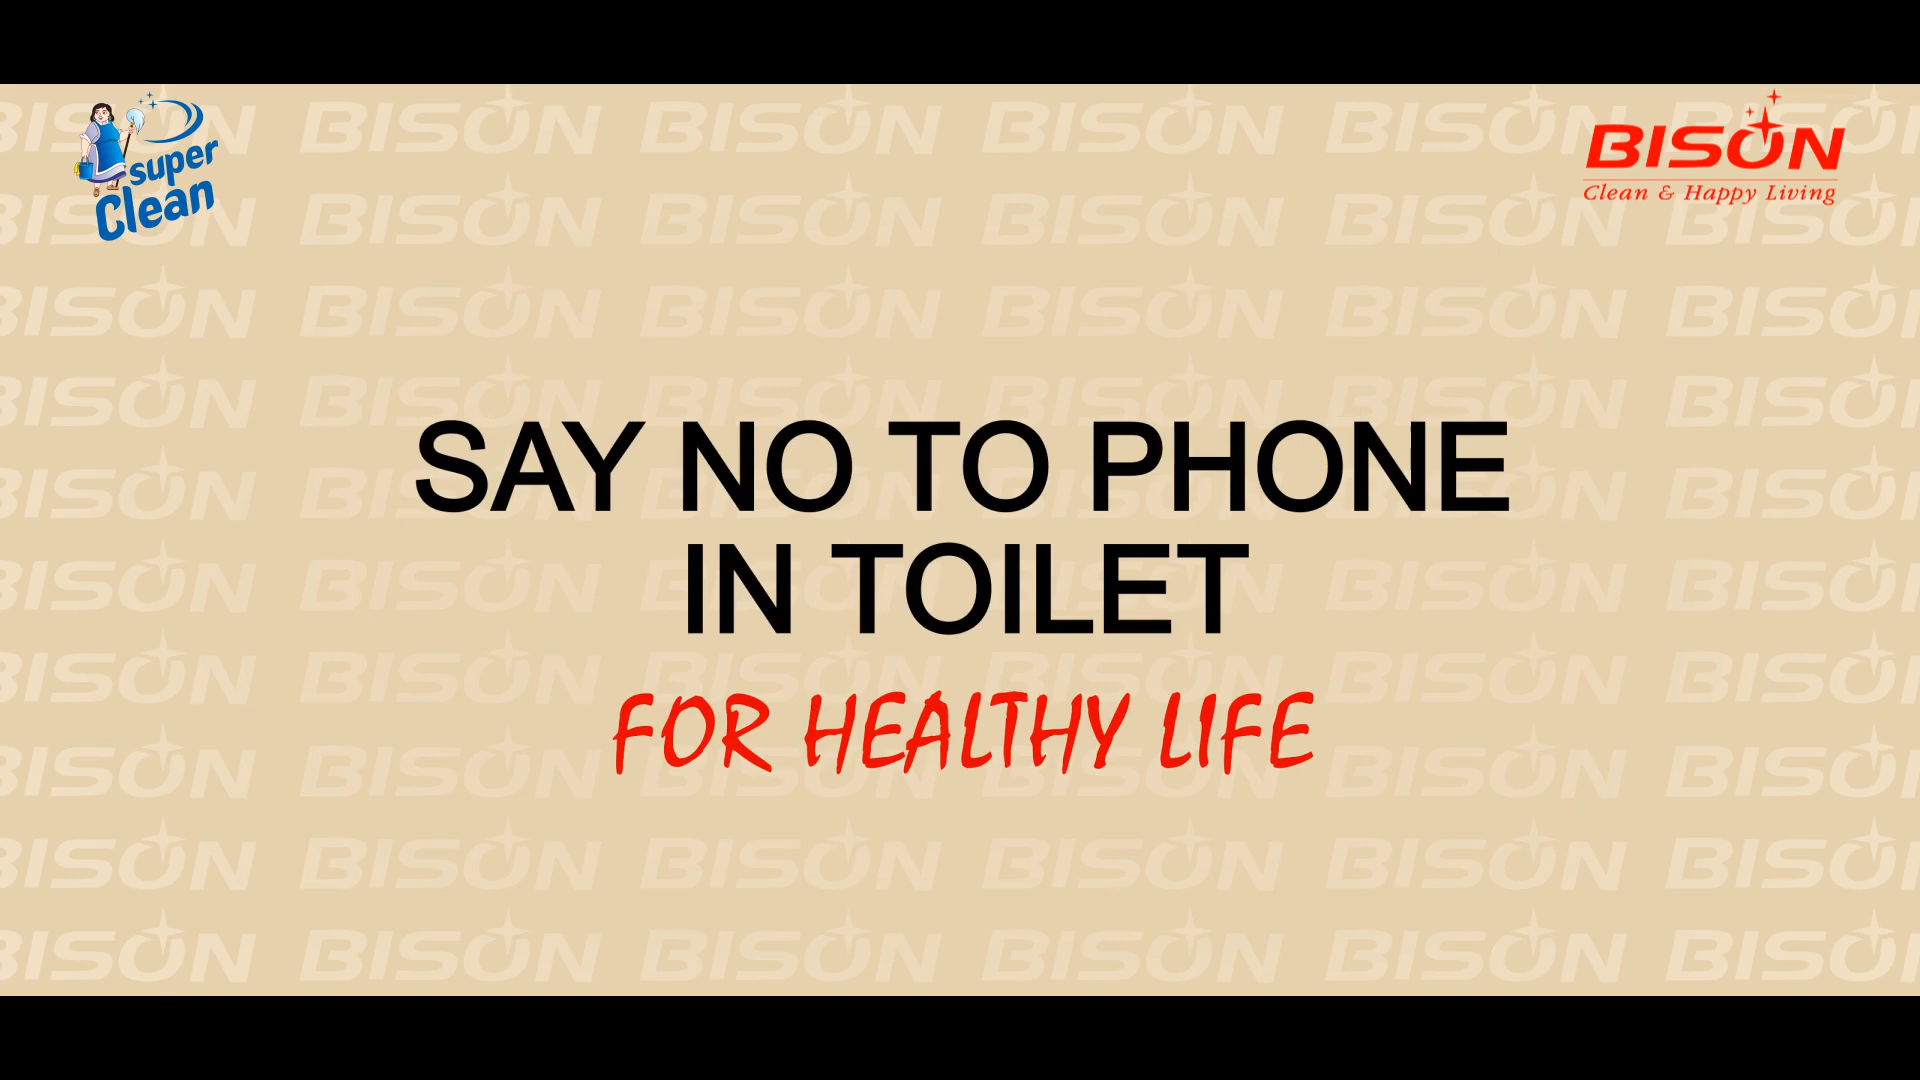 super
Clean
BISON
Clean & Happy Living
SAY NO TO PHONE
IN TOILET
FOR HEALTHY LIFE